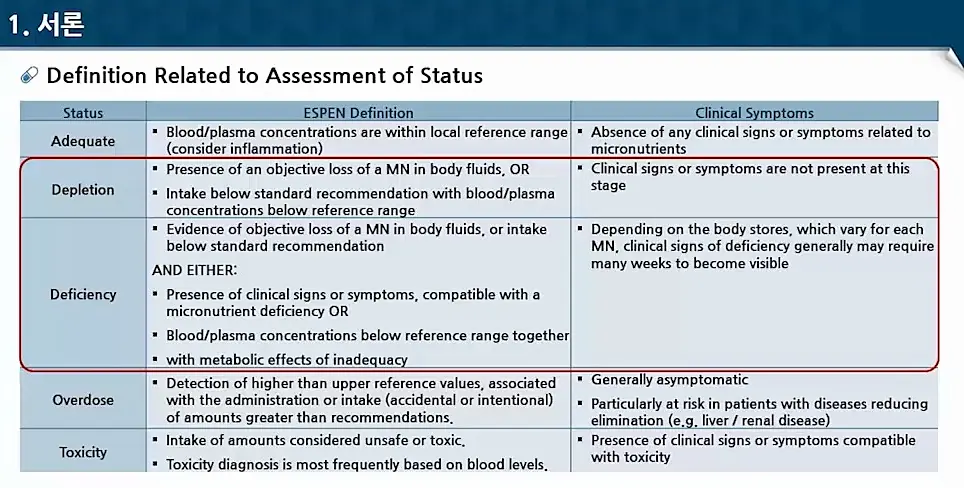 1. 서론
Definition Related to Assessment of Status
Status
ESPEN Definition
Clinical Symptoms
Adequate
▪ Blood/plasma concentrations are within local reference range
(consider inflammation)
▪ Absence of any clinical signs or symptoms related to
micronutrients
Depletion
▪ Presence of an objective loss of a MN in body fluids, OR
▪ Intake below standard recommendation with blood/plasma
concentrations below reference range
▪ Clinical signs or symptoms are not present at this
stage
Deficiency
▪ Evidence of objective loss of a MN in body fluids, or intake
below standard recommendation
AND EITHER:
▪ Presence of clinical signs or symptoms, compatible with a
micronutrient deficiency OR
▪ Blood/plasma concentrations below reference range together
▪ with metabolic effects of inadequacy
▪ Depending on the body stores, which vary for each
MN, clinical signs of deficiency generally may require
many weeks to become visible
Overdose
▪ Detection of higher than upper reference values, associated
with the administration or intake (accidental or intentional)
of amounts greater than recommendations.
▪ Generally asymptomatic
▪ Particularly at risk in patients with diseases reducing
elimination (e.g. liver / renal disease)
Toxicity
▪ Intake of amounts considered unsafe or toxic.
▪ Toxicity diagnosis is most frequently based on blood levels.
▪ Presence of clinical signs or symptoms compatible
with toxicity